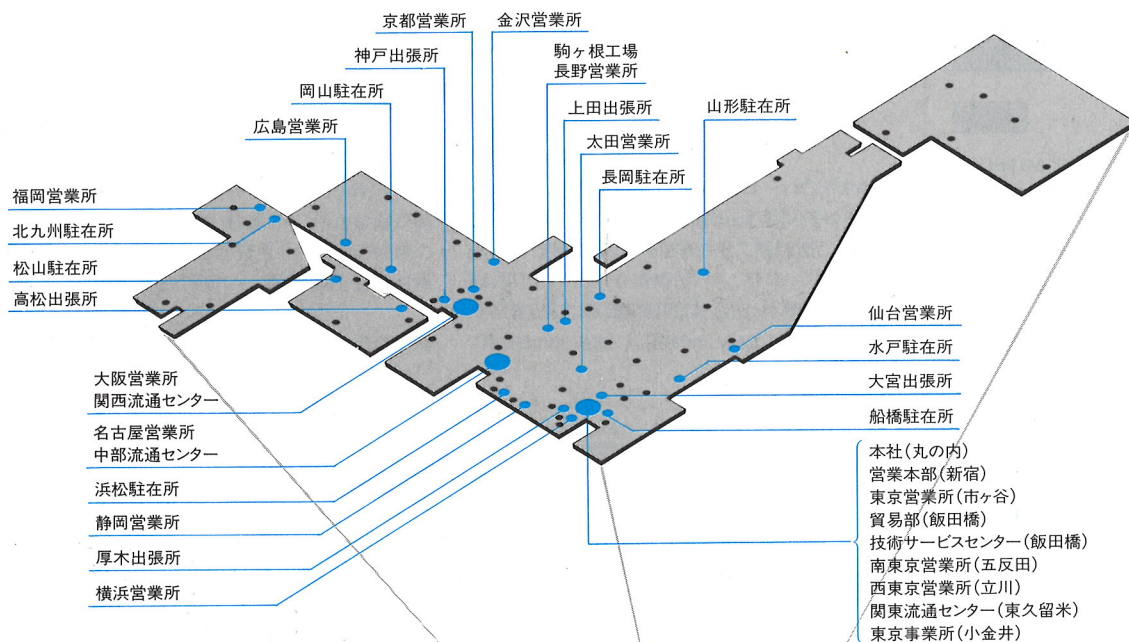 京都営業所
金沢営業所
神戸出張所
駒ヶ根工場
長野営業所
岡山駐在所
上田出張所
山形駐在所
広島営業所
太田営業所
長岡駐在所
福岡営業所
北九州駐在所
松山駐在所
高松出張所
大阪営業所
関西流通センター
名古屋営業所
中部流通センター
浜松駐在所
静岡営業所
厚木出張所
横浜営業所
仙台営業所
水戸駐在所
大宮出張所
船橋駐在所
本社(丸の内)
営業本部(新宿)
東京営業所(市ヶ谷)
貿易部(飯田橋)
技術サービスセンター(飯田橋)
南東京営業所(五反田)
西東京営業所(立川)
関東流通センター(東久留米)
東京事業所(小金井)